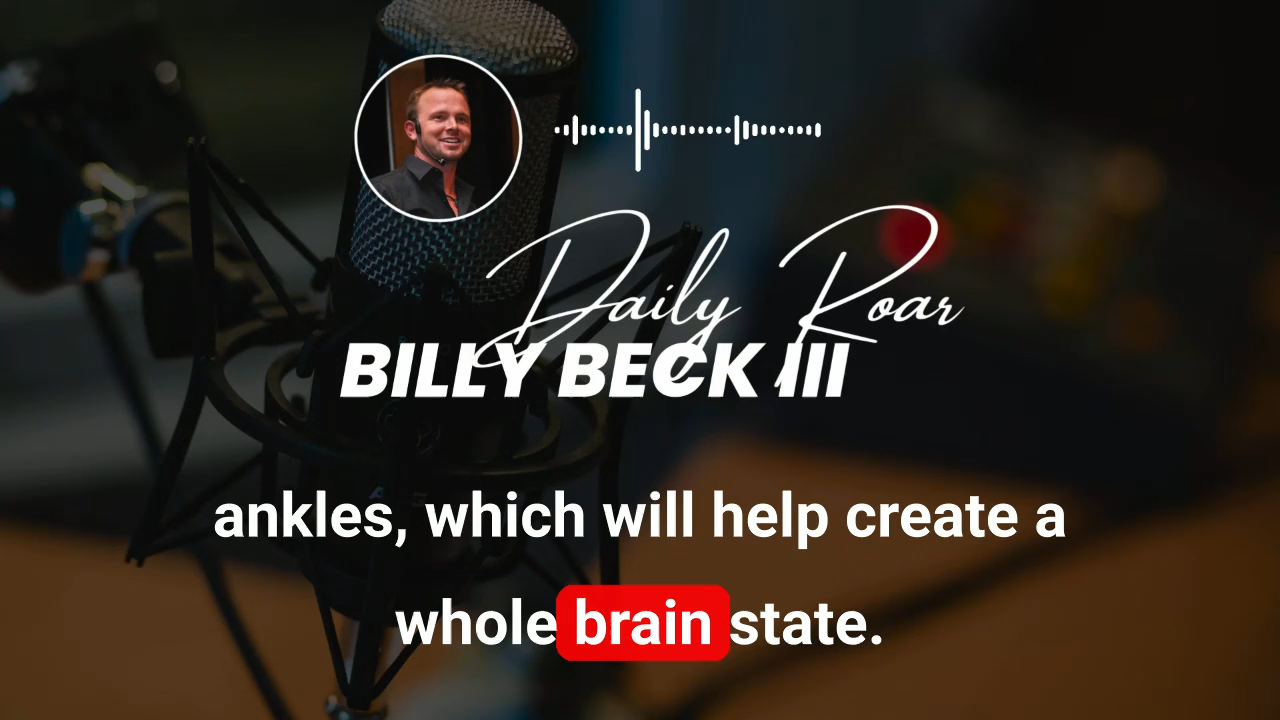 Daily Roar
BILLY BECK III
ankles, which will help create a
whole brain state.